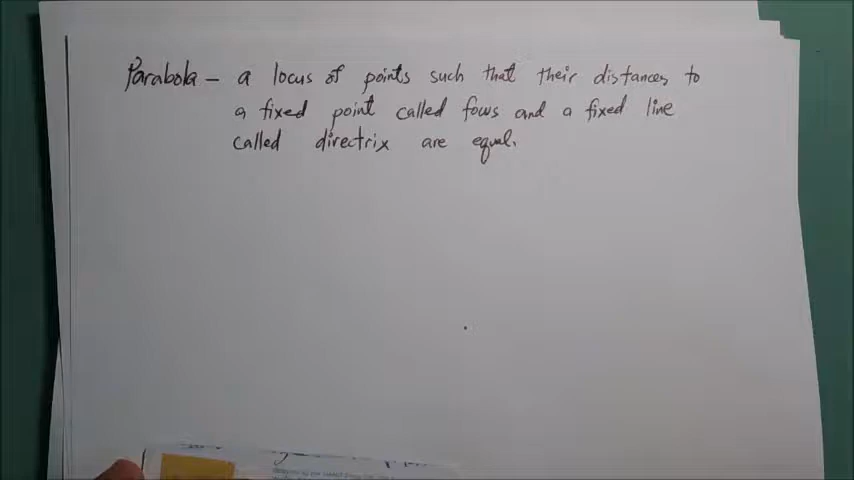 Parabola – a locus of points such that their distances to
a fixed point called focus and a fixed line
called directrix are equal.